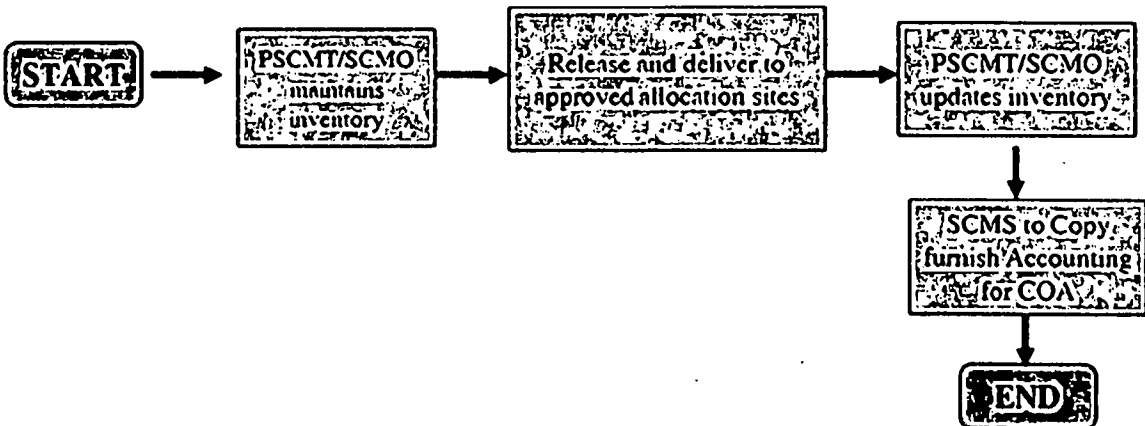 START
PSCMT/SCMO
maintains
inventory
Release and deliver to
approved allocation sites
PSCMT/SCMO
updates inventory
SCMS to Copy
furnish Accounting
for COA
END